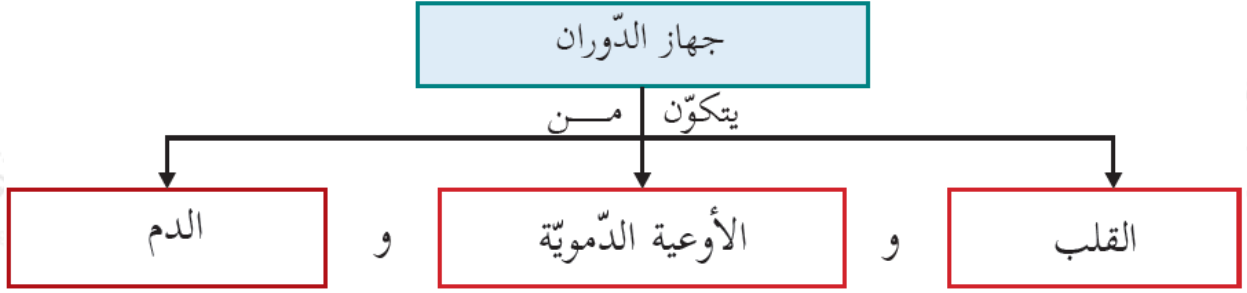 جهاز الدّوران
يتكوّن مـــن
القلب و الأوعية الدّمويّة و الدم